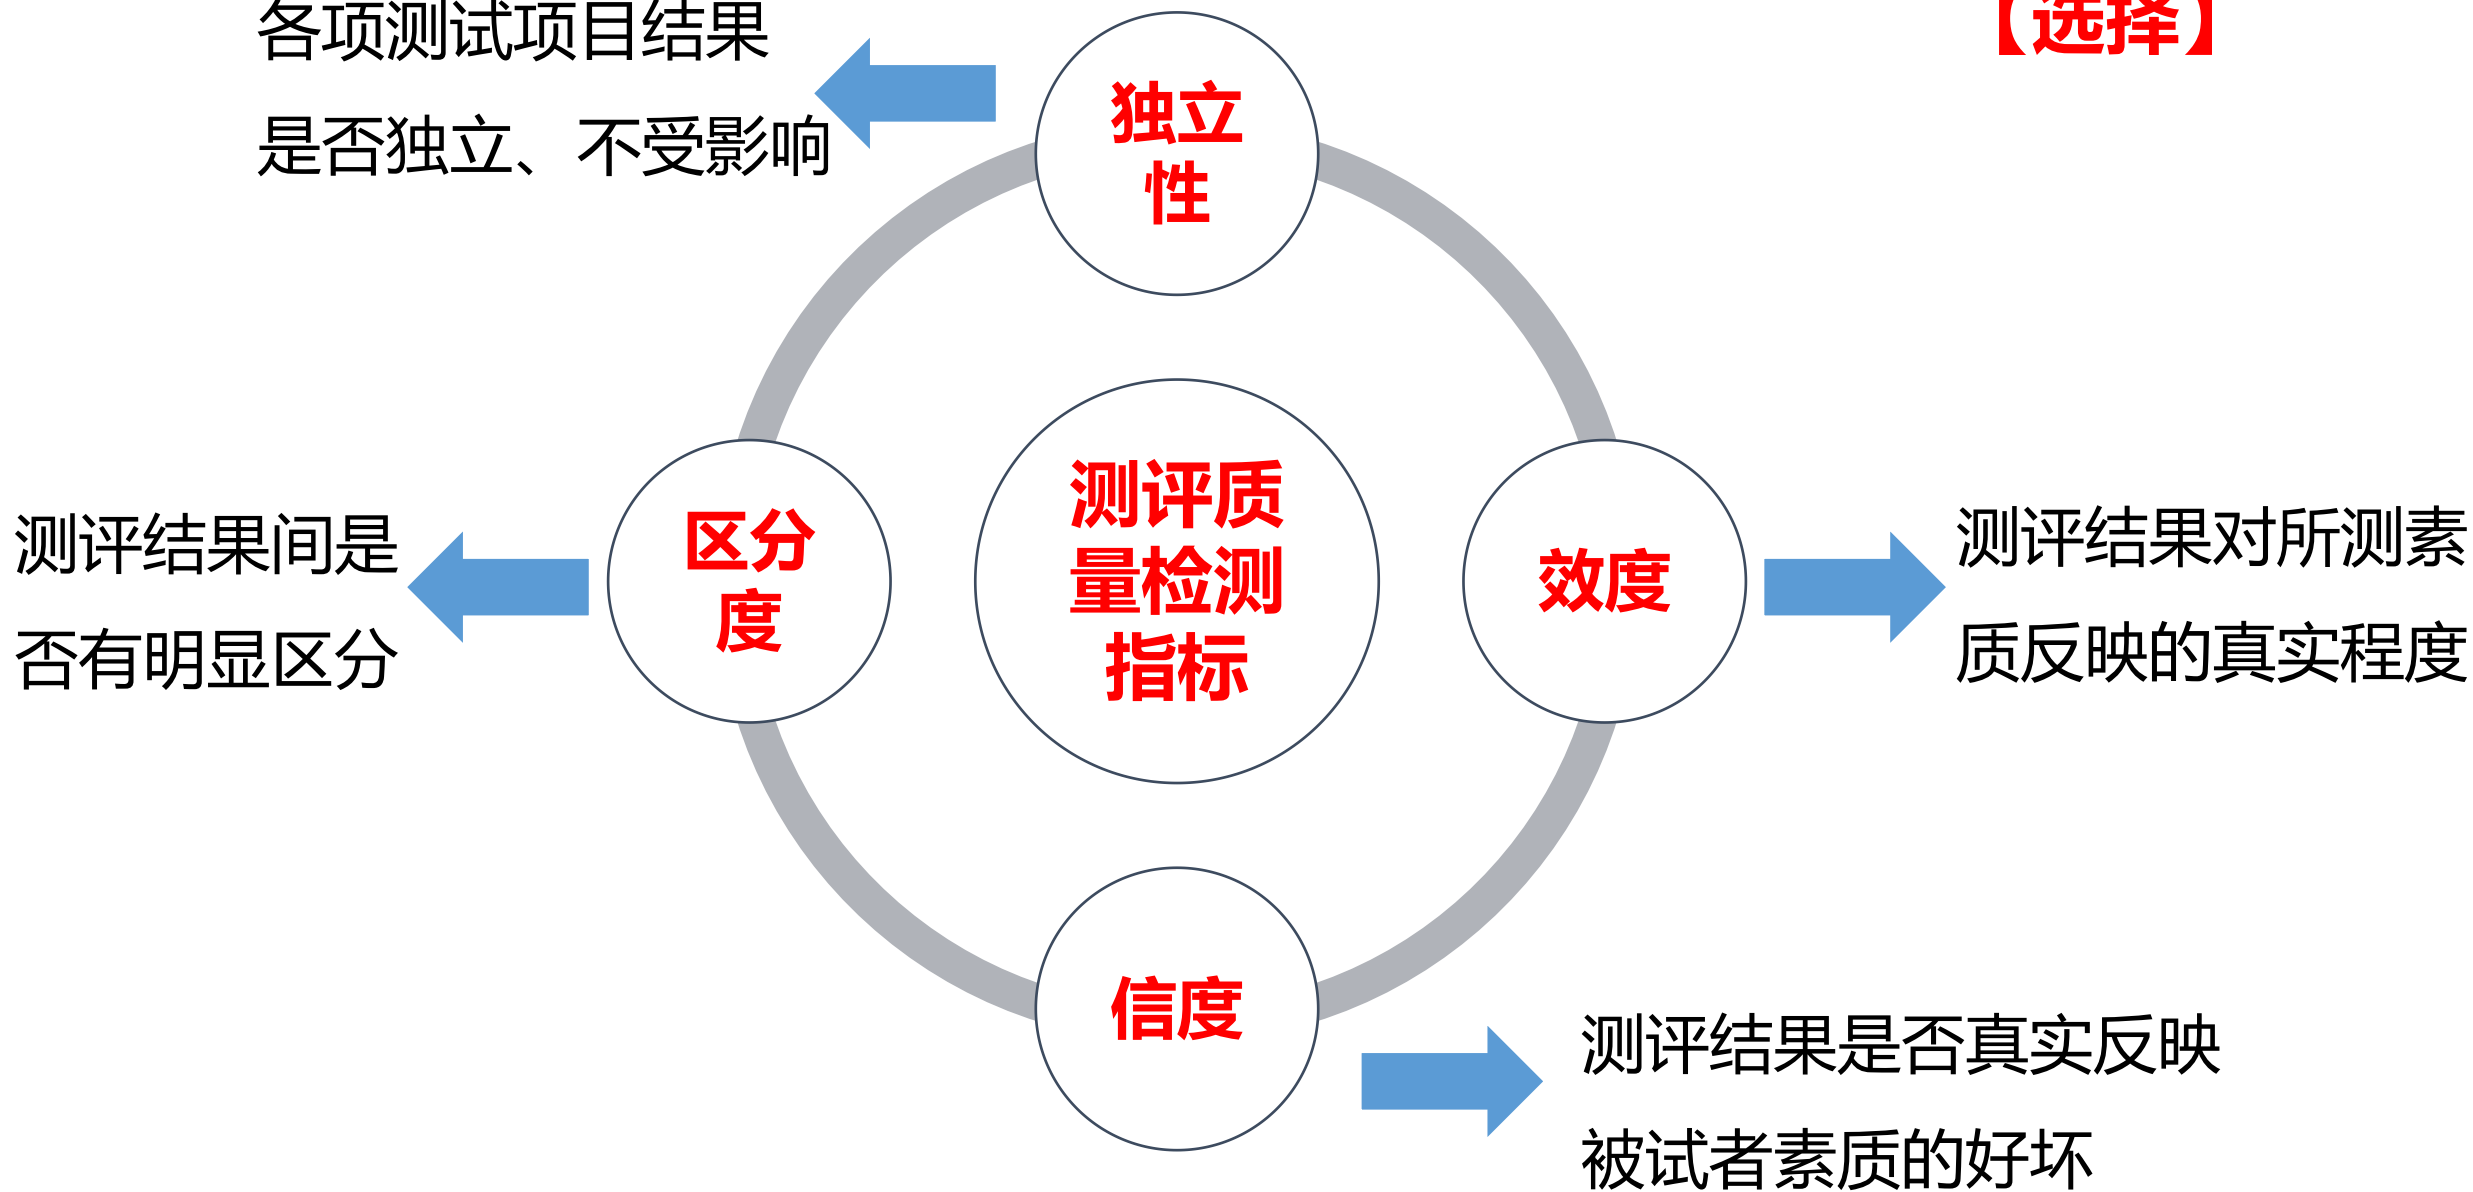 【选择】
各项测试项目结果
是否独立、不受影响
独立
性
测评质
量检测
指标
区分
度
测评结果间是
否有明显区分
效度
测评结果对所测素
质反映的真实程度
信度
测评结果是否真实反映
被试者素质的好坏